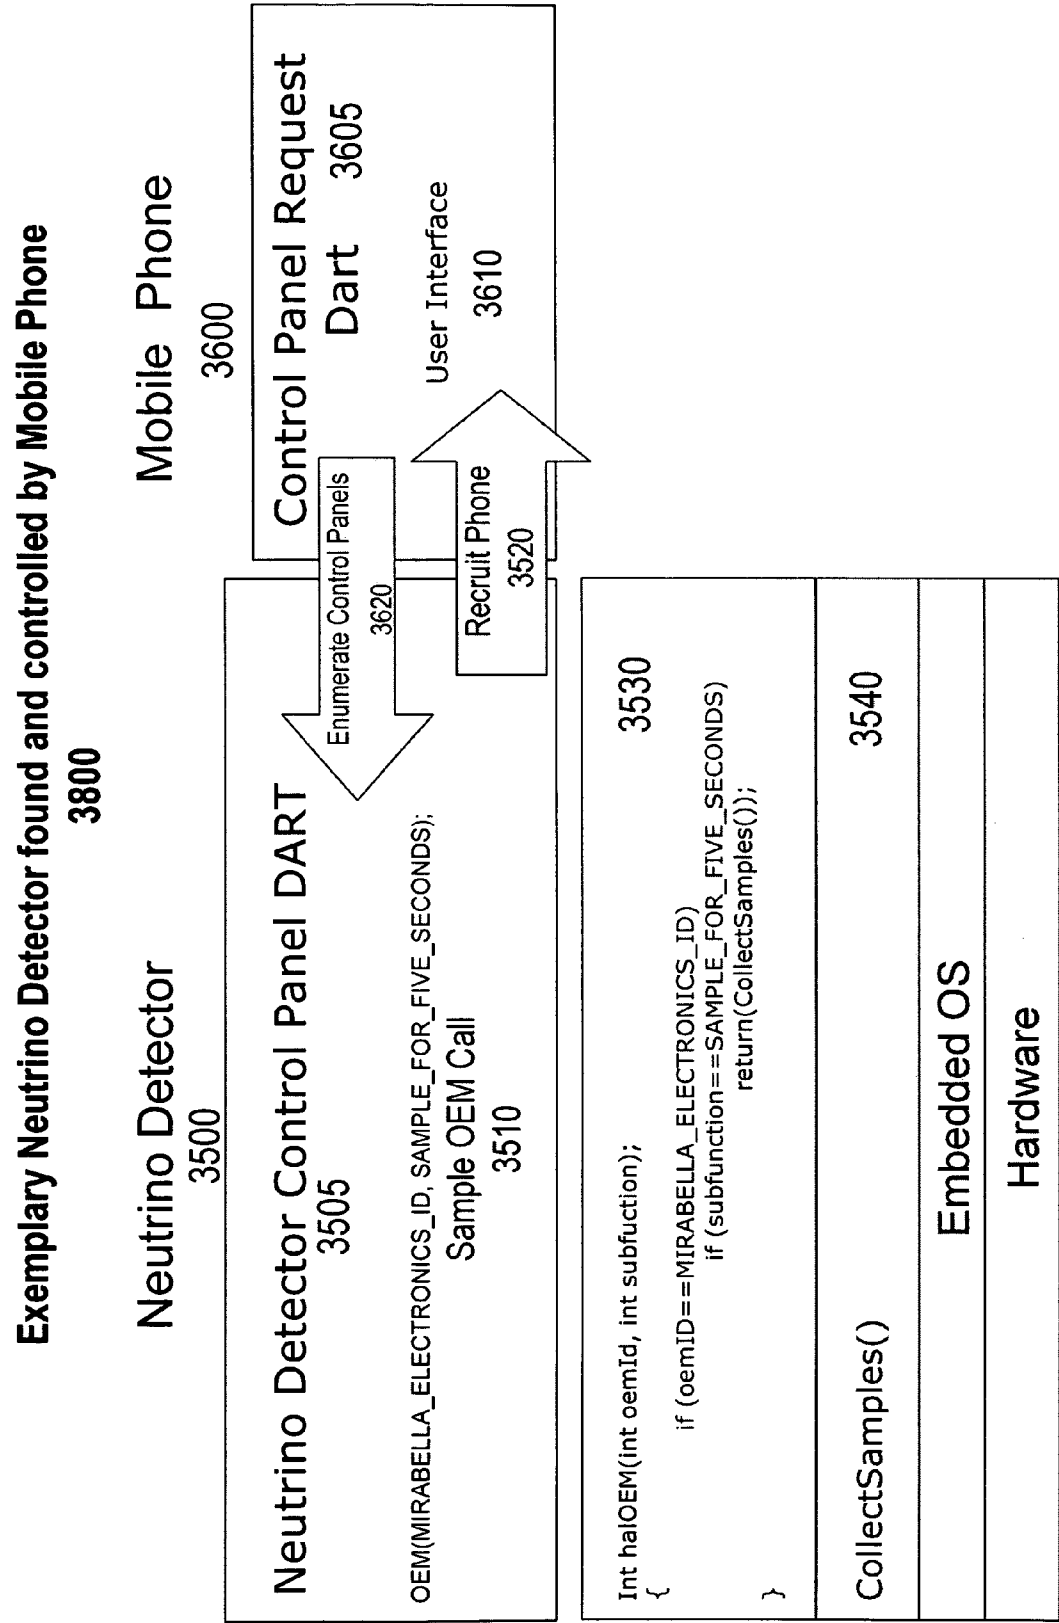 Exemplary Neutrino Detector found and controlled by Mobile Phone
3800
Neutrino Detector
3500
Mobile Phone
3600
Neutrino Detector Control Panel DART
3505
OEM(MIRABELLA_ELECTRONICS_ID, SAMPLE_FOR_FIVE_SECONDS);
Sample OEM Call
3510
Enumerate Control Panels
3620
Recruit Phone
3520
Control Panel Request
Dart 3605
User Interface
3610
Int halOEM(int oemId, int subfuction);
{
3530
if (oemID==MIRABELLA_ELECTRONICS_ID)
if (subfunction==SAMPLE_FOR_FIVE_SECONDS)
return(CollectSamples());
}
CollectSamples() 3540
Embedded OS
Hardware